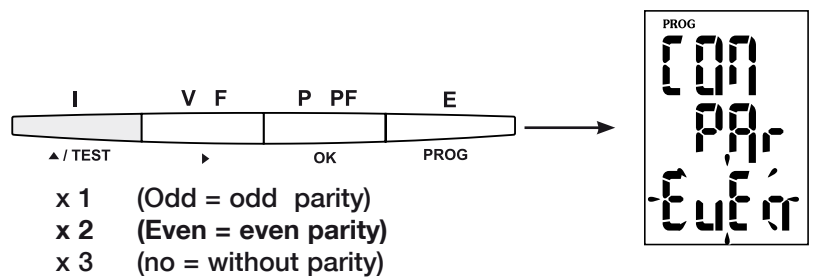 I V F P PF E
▲ / TEST ▶ OK PROG
x 1 (Odd = odd parity)
x 2 (Even = even parity)
x 3 (no = without parity)
PROG
COM
PAr
EuEn